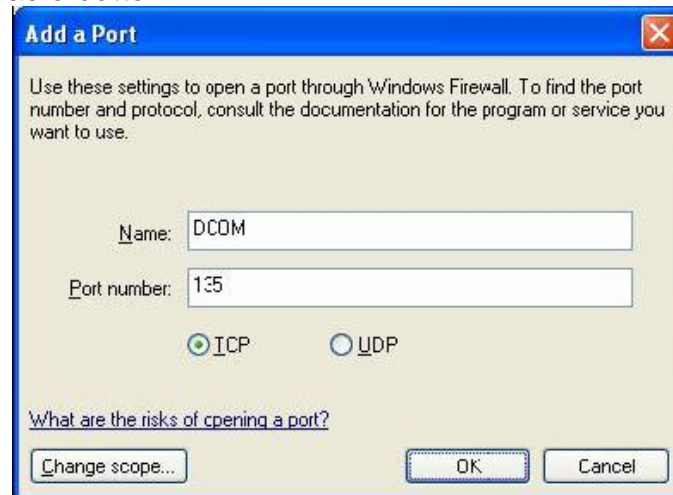 Add a Port
Use these settings to open a port through Windows Firewall. To find the port
number and protocol, consult the documentation for the program or service you
want to use.
Name: DCOM
Port number: 135
TCP UDP
What are the risks of opening a port?
Change scope... OK Cancel